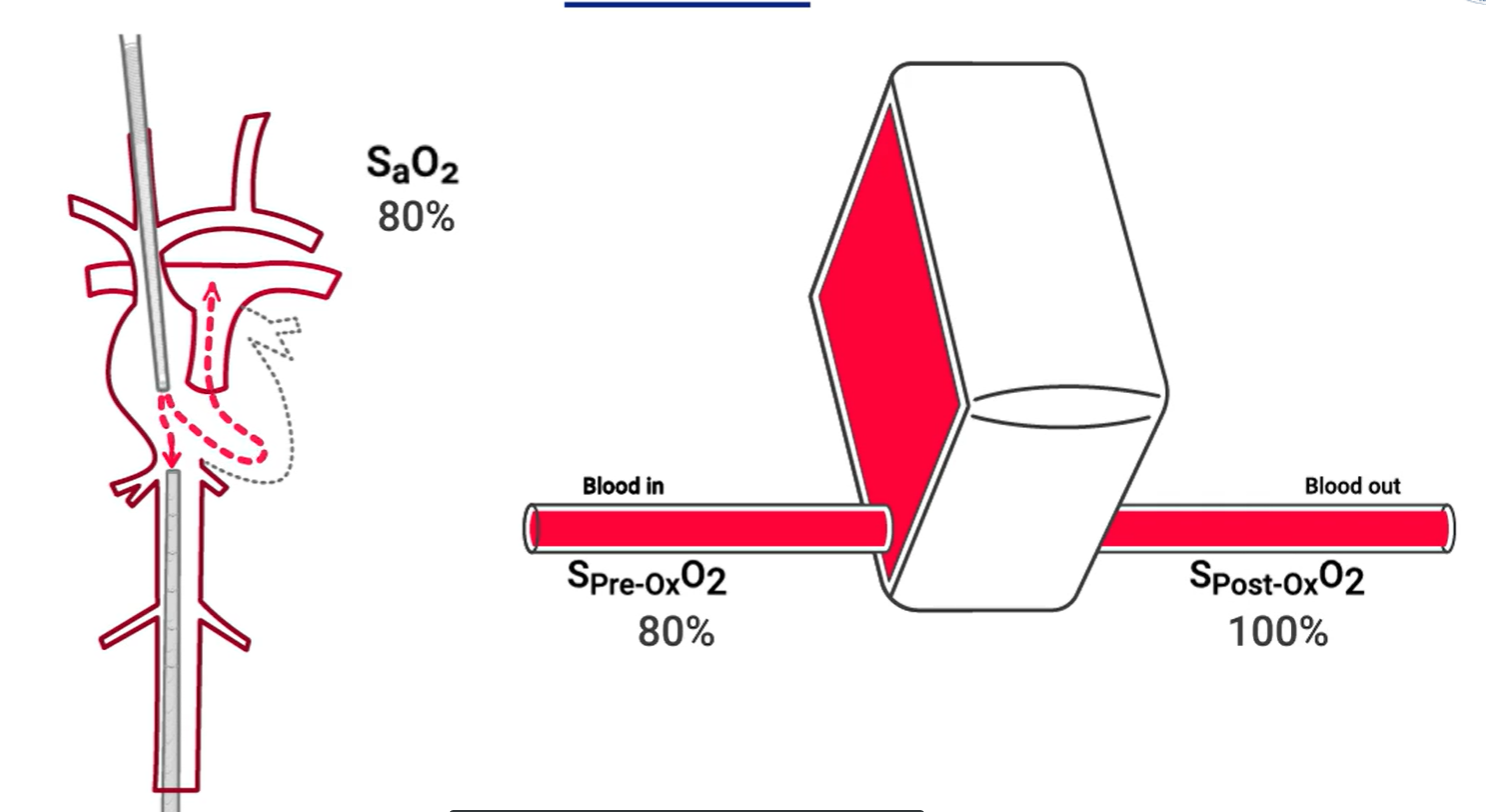 SaO2
80%
Blood in
SPre-OxO2
80%
Blood out
SPost-OxO2
100%